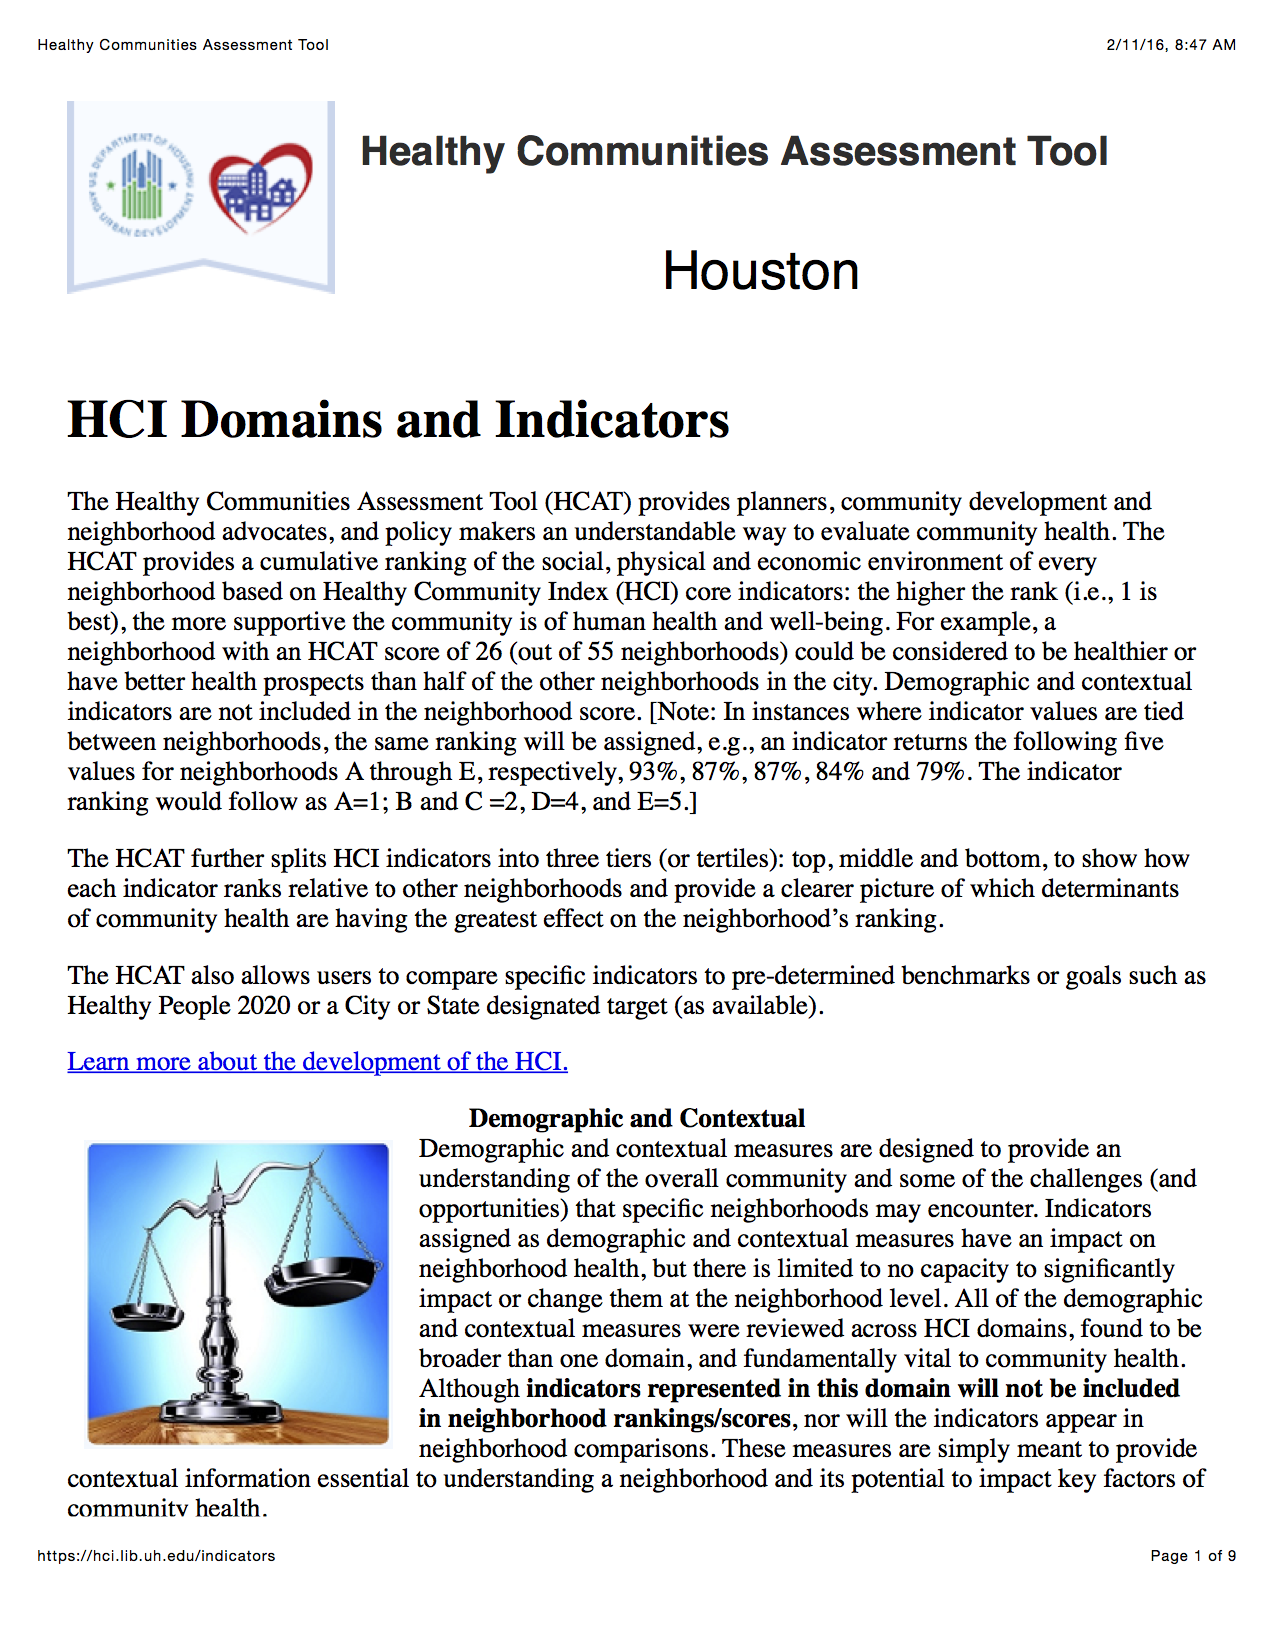 Healthy Communities Assessment Tool 2/11/16, 8:47 AM
US DEPARTMENT OF HOUSING
AND URBAN DEVELOPMENT
Healthy Communities Assessment Tool
Houston
HCI Domains and Indicators
The Healthy Communities Assessment Tool (HCAT) provides planners, community development and
neighborhood advocates, and policy makers an understandable way to evaluate community health. The
HCAT provides a cumulative ranking of the social, physical and economic environment of every
neighborhood based on Healthy Community Index (HCI) core indicators: the higher the rank (i.e., 1 is
best), the more supportive the community is of human health and well-being. For example, a
neighborhood with an HCAT score of 26 (out of 55 neighborhoods) could be considered to be healthier or
have better health prospects than half of the other neighborhoods in the city. Demographic and contextual
indicators are not included in the neighborhood score. [Note: In instances where indicator values are tied
between neighborhoods, the same ranking will be assigned, e.g., an indicator returns the following five
values for neighborhoods A through E, respectively, 93%, 87%, 87%, 84% and 79%. The indicator
ranking would follow as A=1; B and C =2, D=4, and E=5.]
The HCAT further splits HCI indicators into three tiers (or tertiles): top, middle and bottom, to show how
each indicator ranks relative to other neighborhoods and provide a clearer picture of which determinants
of community health are having the greatest effect on the neighborhood’s ranking.
The HCAT also allows users to compare specific indicators to pre-determined benchmarks or goals such as
Healthy People 2020 or a City or State designated target (as available).
Learn more about the development of the HCI.
Demographic and Contextual
Demographic and contextual measures are designed to provide an
understanding of the overall community and some of the challenges (and
opportunities) that specific neighborhoods may encounter. Indicators
assigned as demographic and contextual measures have an impact on
neighborhood health, but there is limited to no capacity to significantly
impact or change them at the neighborhood level. All of the demographic
and contextual measures were reviewed across HCI domains, found to be
broader than one domain, and fundamentally vital to community health.
Although indicators represented in this domain will not be included
in neighborhood rankings/scores, nor will the indicators appear in
neighborhood comparisons. These measures are simply meant to provide
contextual information essential to understanding a neighborhood and its potential to impact key factors of
community health.
https://hci.lib.uh.edu/indicators Page 1 of 9